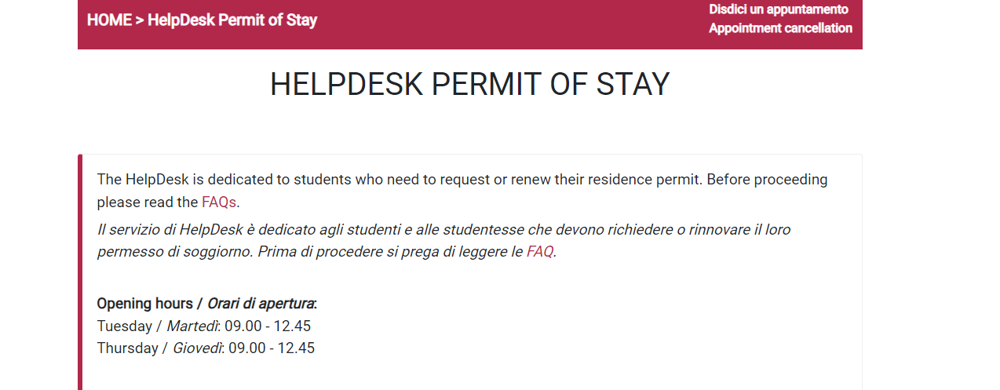 HOME > HelpDesk Permit of Stay
Disdici un appuntamento
Appointment cancellation
HELPDESK PERMIT OF STAY
The HelpDesk is dedicated to students who need to request or renew their residence permit. Before proceeding
please read the FAQs.
Il servizio di HelpDesk è dedicato agli studenti e alle studentesse che devono richiedere o rinnovare il loro
permesso di soggiorno. Prima di procedere si prega di leggere le FAQ.
Opening hours / Orari di apertura:
Tuesday / Martedì: 09.00 - 12.45
Thursday / Giovedì: 09.00 - 12.45